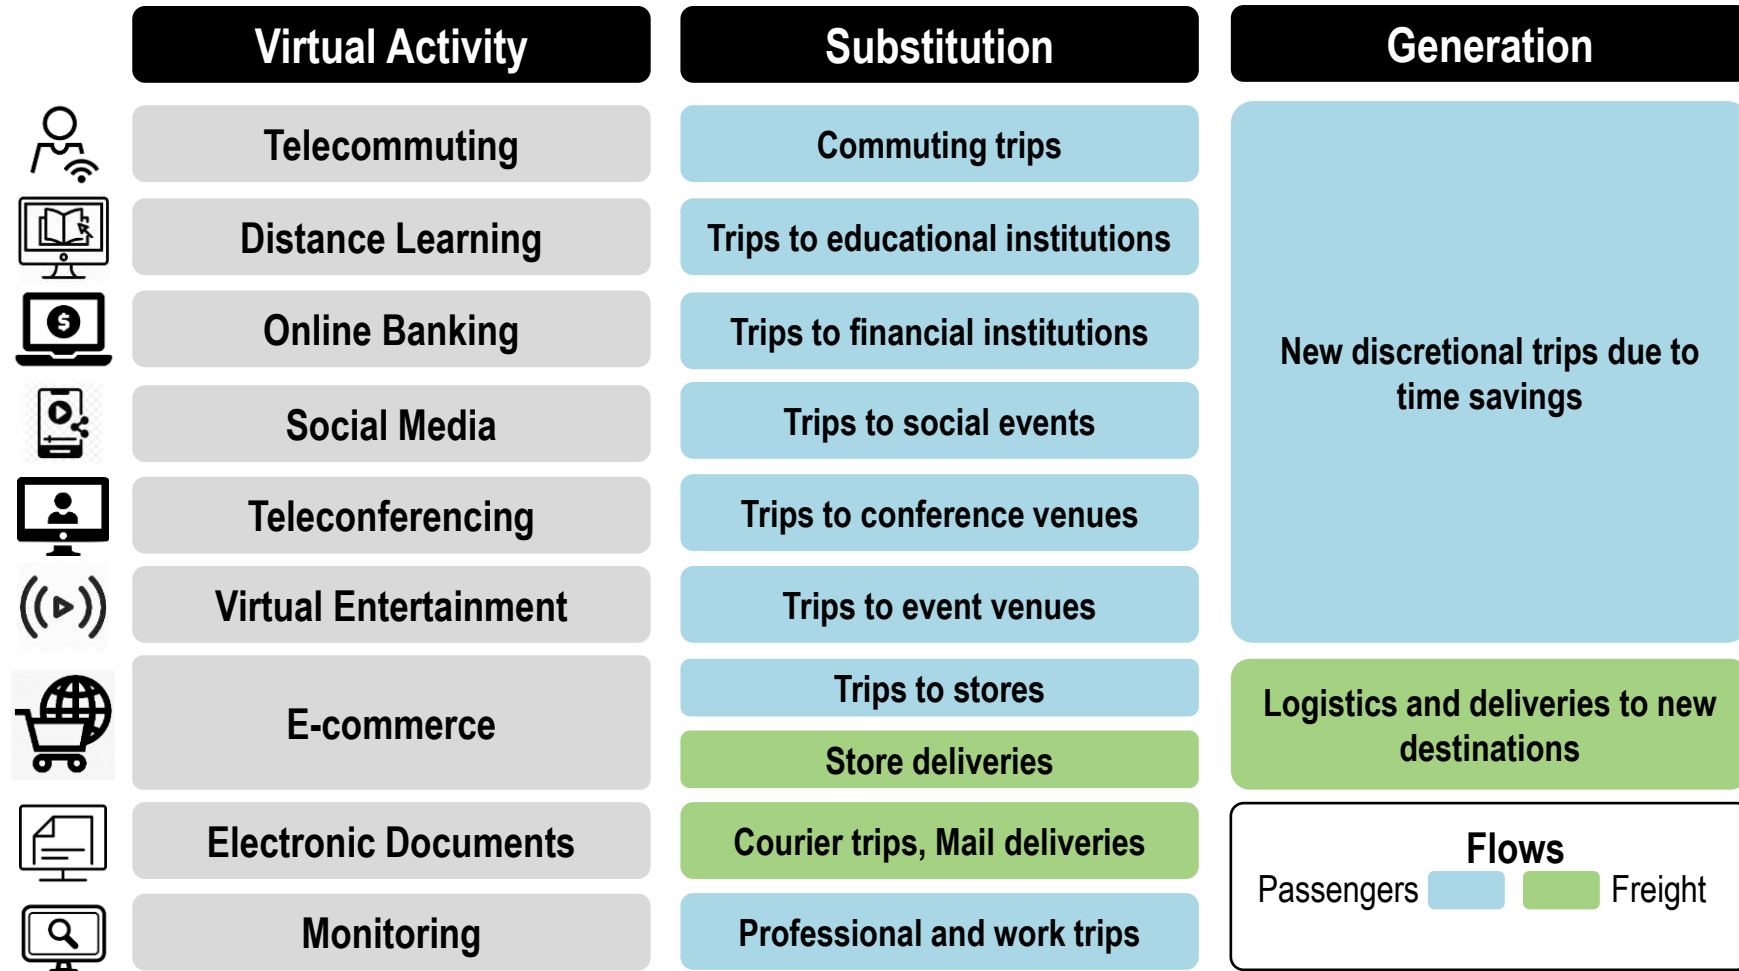 Virtual Activity
Substitution
Generation
Telecommuting
Commuting trips
Distance Learning
Trips to educational institutions
Online Banking
Trips to financial institutions
New discretional trips due to
time savings
Social Media
Trips to social events
Teleconferencing
Trips to conference venues
Virtual Entertainment
Trips to event venues
E-commerce
Trips to stores
Store deliveries
Logistics and deliveries to new
destinations
Electronic Documents
Courier trips, Mail deliveries
Monitoring
Professional and work trips
Flows
Passengers
Freight